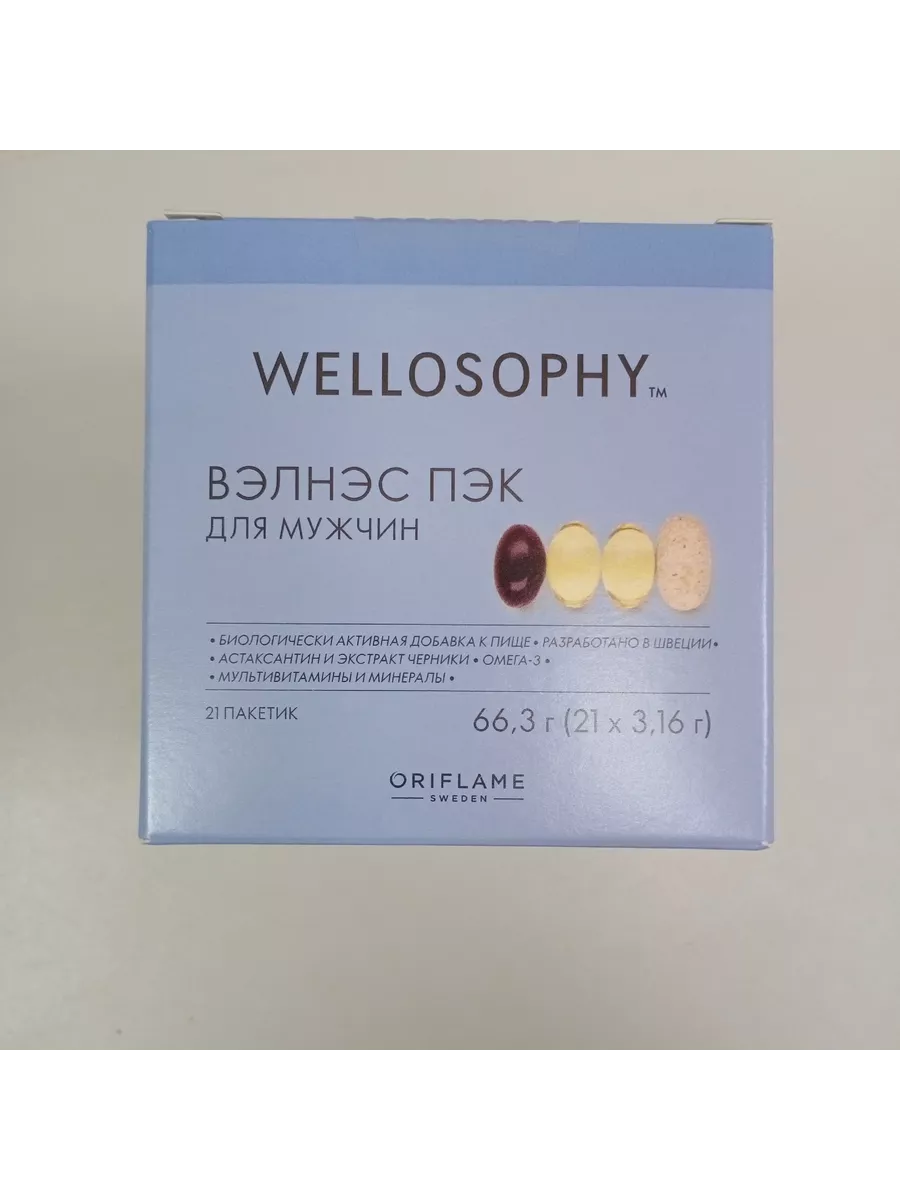 WELLOSOPHY™
ВЭЛНЭС ПЭК
ДЛЯ МУЖЧИН
• БИОЛОГИЧЕСКИ АКТИВНАЯ ДОБАВКА К ПИЩЕ • РАЗРАБОТАНО В ШВЕЦИИ •
• АСТАКСАНТИН И ЭКСТРАКТ ЧЕРНИКИ • ОМЕГА-3 •
• МУЛЬТИВИТАМИНЫ И МИНЕРАЛЫ •
21 ПАКЕТИК 66,3 г (21 x 3,16 г)
ORIFLAME
SWEDEN